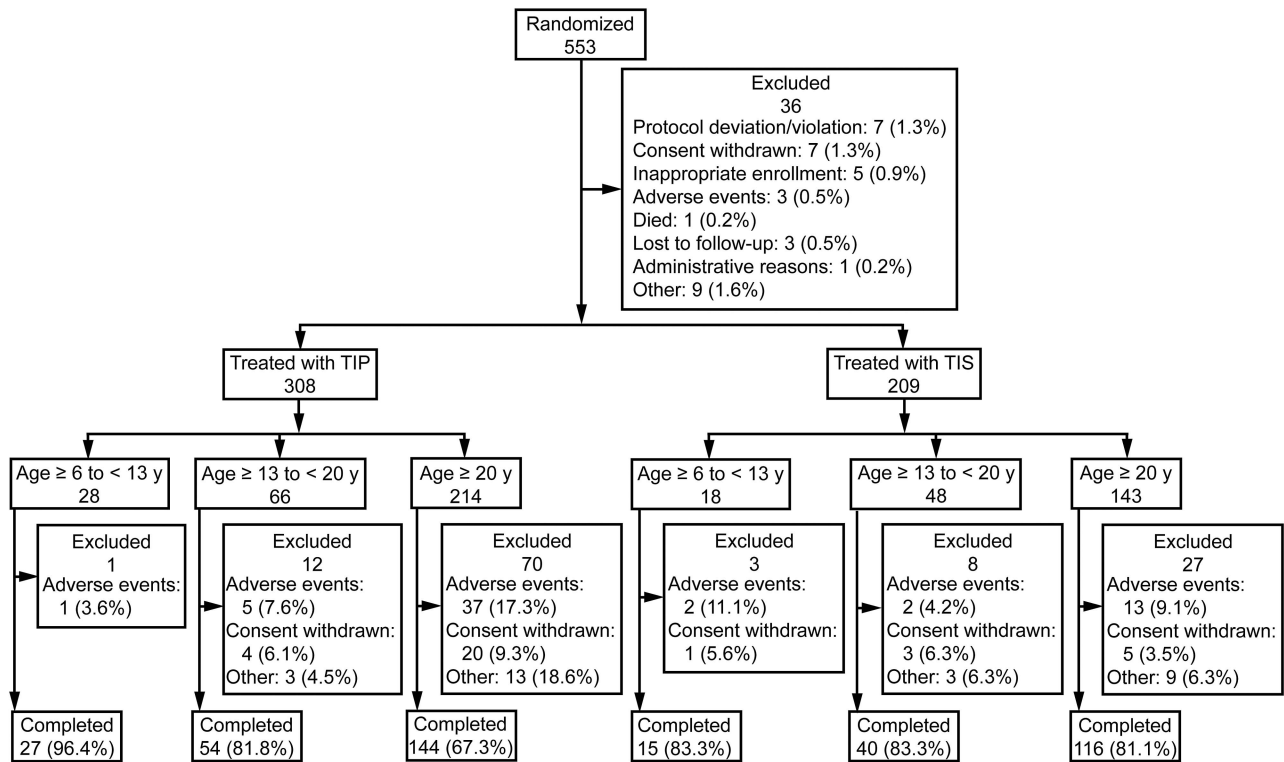 Randomized
553
Excluded
36
Protocol deviation/violation: 7 (1.3%)
Consent withdrawn: 7 (1.3%)
Inappropriate enrollment: 5 (0.9%)
Adverse events: 3 (0.5%)
Died: 1 (0.2%)
Lost to follow-up: 3 (0.5%)
Administrative reasons: 1 (0.2%)
Other: 9 (1.6%)
Treated with TIP
308
Treated with TIS
209
Age ≥ 6 to < 13 y
28
Age ≥ 13 to < 20 y
66
Age ≥ 20 y
214
Age ≥ 6 to < 13 y
18
Age ≥ 13 to < 20 y
48
Age ≥ 20 y
143
Excluded
1
Adverse events:
1 (3.6%)
Excluded
12
Adverse events:
5 (7.6%)
Consent withdrawn:
4 (6.1%)
Other: 3 (4.5%)
Excluded
70
Adverse events:
37 (17.3%)
Consent withdrawn:
20 (9.3%)
Other: 13 (18.6%)
Excluded
3
Adverse events:
2 (11.1%)
Consent withdrawn:
1 (5.6%)
Excluded
8
Adverse events:
2 (4.2%)
Consent withdrawn:
3 (6.3%)
Other: 3 (6.3%)
Excluded
27
Adverse events:
13 (9.1%)
Consent withdrawn:
5 (3.5%)
Other: 9 (6.3%)
Completed
27 (96.4%)
Completed
54 (81.8%)
Completed
144 (67.3%)
Completed
15 (83.3%)
Completed
40 (83.3%)
Completed
116 (81.1%)